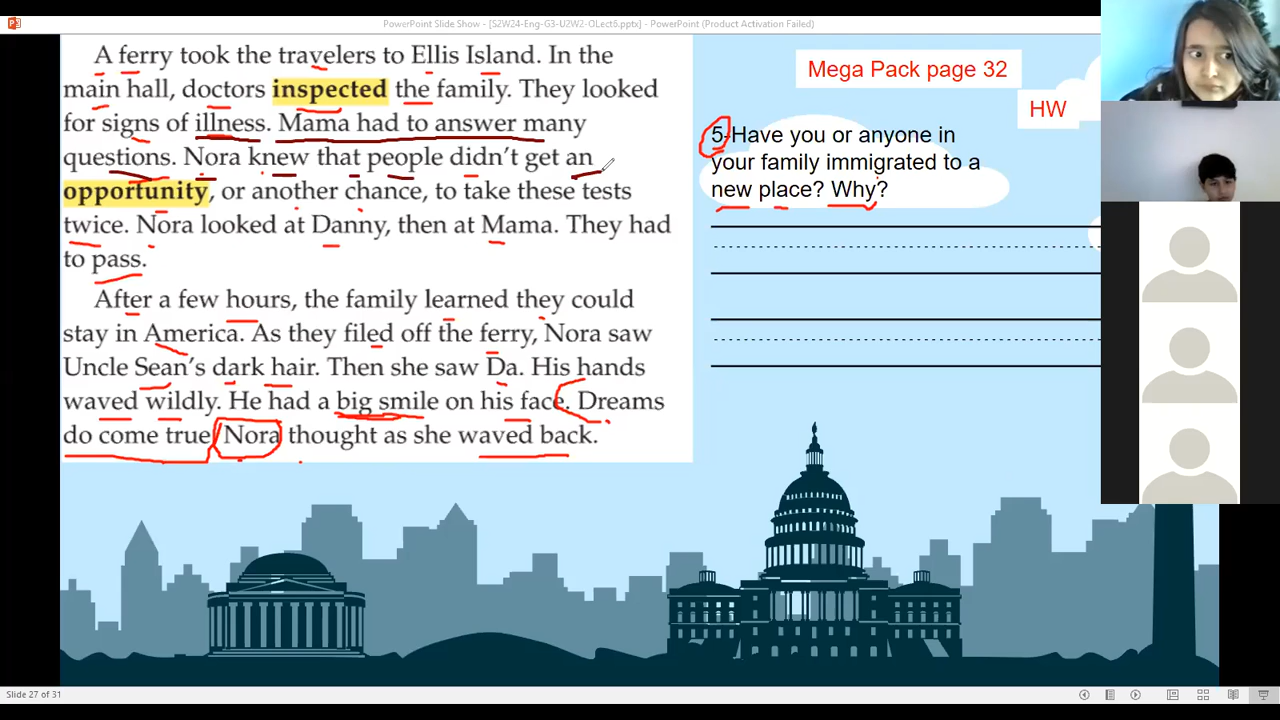 PowerPoint Slide Show - [S2W24-Eng-G3-U2W2-OLect6.pptx] - PowerPoint (Product Activation Failed)
A ferry took the travelers to Ellis Island. In the
main hall, doctors inspected the family. They looked
for signs of illness. Mama had to answer many
questions. Nora knew that people didn't get an
opportunity, or another chance, to take these tests
twice. Nora looked at Danny, then at Mama. They had
to pass.
After a few hours, the family learned they could
stay in America. As they filed off the ferry, Nora saw
Uncle Sean's dark hair. Then she saw Da. His hands
waved wildly. He had a big smile on his face. Dreams
do come true, Nora thought as she waved back.
Mega Pack page 32
HW
5-Have you or anyone in
your family immigrated to a
new place? Why?
Slide 27 of 31